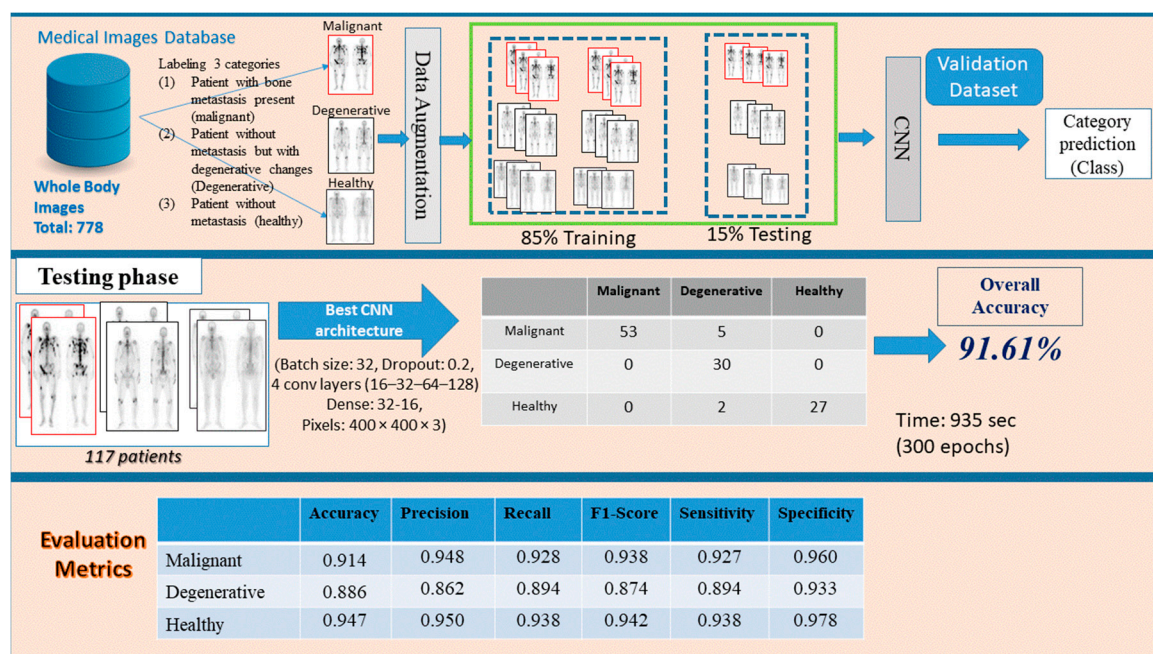 Medical Images Database
Labeling 3 categories
(1) Patient with bone
metastasis present
(malignant)
(2) Patient without
metastasis but with
degenerative changes
(Degenerative)
(3) Patient without
metastasis (healthy)
Whole Body
Images
Total: 778
Malignant
Degenerative
Healthy
Data Augmentation
85% Training
15% Testing
CNN
Validation
Dataset
Category
prediction
(Class)
Testing phase
117 patients
Best CNN
architecture
(Batch size: 32, Dropout: 0.2,
4 conv layers (16–32–64–128)
Dense: 32-16,
Pixels: 400 × 400 × 3)
Malignant Degenerative Healthy
Malignant 53 5 0
Degenerative 0 30 0
Healthy 0 2 27
Overall
Accuracy
91.61%
Time: 935 sec
(300 epochs)
Evaluation
Metrics
Accuracy Precision Recall F1-Score Sensitivity Specificity
Malignant 0.914 0.948 0.928 0.938 0.927 0.960
Degenerative 0.886 0.862 0.894 0.874 0.894 0.933
Healthy 0.947 0.950 0.938 0.942 0.938 0.978